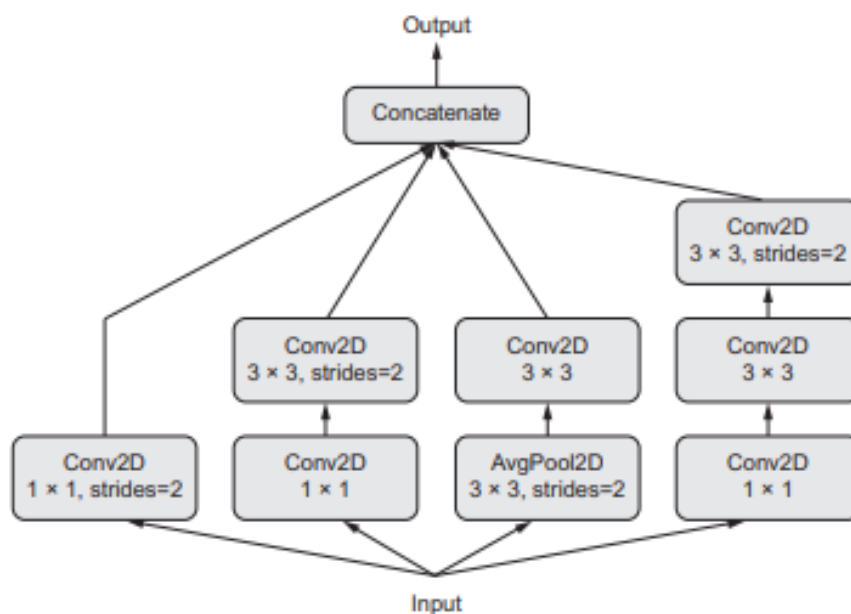 Output
Concatenate
Conv2D
3 × 3, strides=2
Conv2D
3 × 3, strides=2
Conv2D
3 × 3
Conv2D
3 × 3
Conv2D
1 × 1, strides=2
Conv2D
1 × 1
AvgPool2D
3 × 3, strides=2
Conv2D
1 × 1
Input